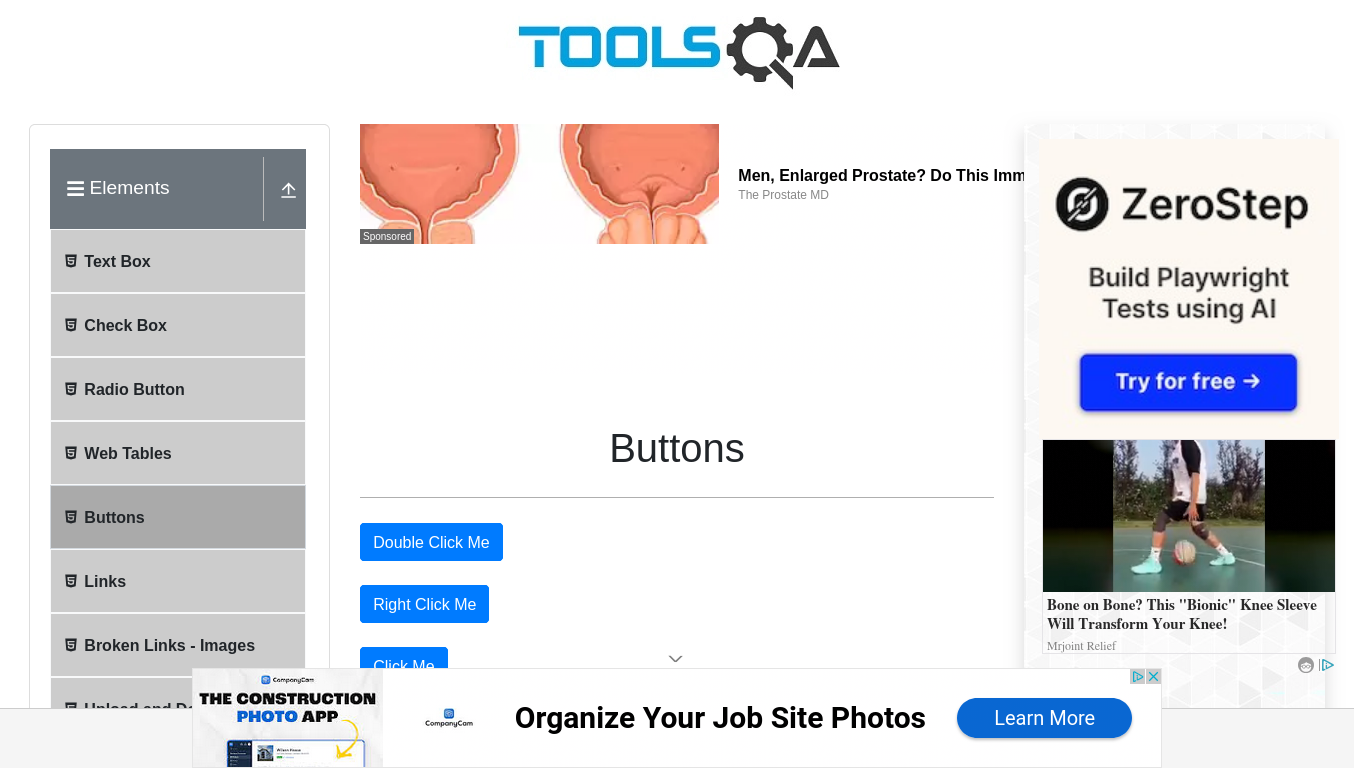 TOOLSQA
Elements
Text Box
Check Box
Radio Button
Web Tables
Buttons
Links
Broken Links - Images
Upload and Do
Sponsored
Men, Enlarged Prostate? Do This Imm
The Prostate MD
Buttons
Double Click Me
Right Click Me
Click Me
ZeroStep
Build Playwright
Tests using AI
Try for free →
Bone on Bone? This "Bionic" Knee Sleeve
Will Transform Your Knee!
Mrjoint Relief
CompanyCam
THE CONSTRUCTION
PHOTO APP
CompanyCam
Organize Your Job Site Photos
Learn More